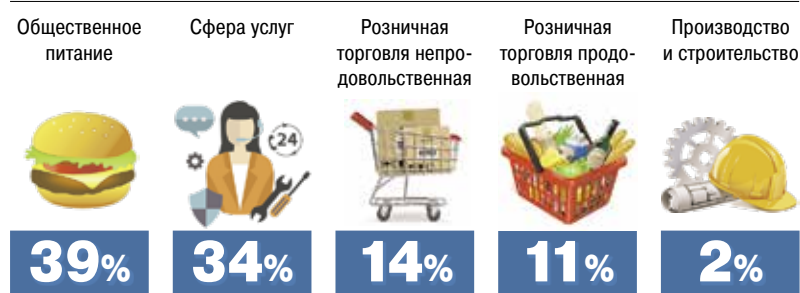 Общественное
питание
Сфера услуг
Розничная
торговля непро-
довольственная
Розничная
торговля продо-
вольственная
Производство
и строительство
24
39%
34%
14%
11%
2%